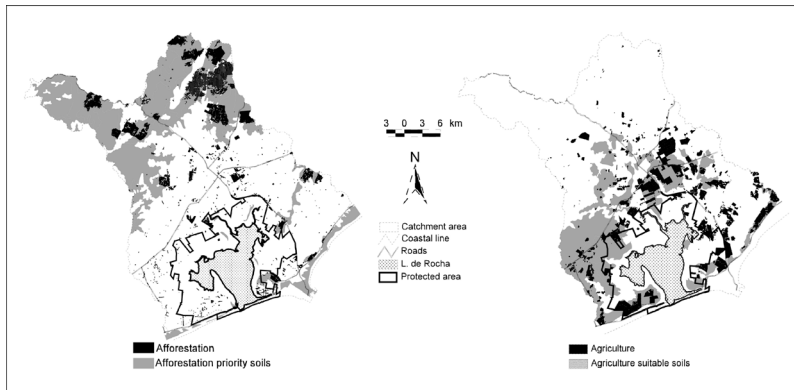 3 0 3 6 km
N
Catchment area
Coastal line
Roads
L. de Rocha
Protected area
Afforestation
Afforestation priority soils
Agriculture
Agriculture suitable soils